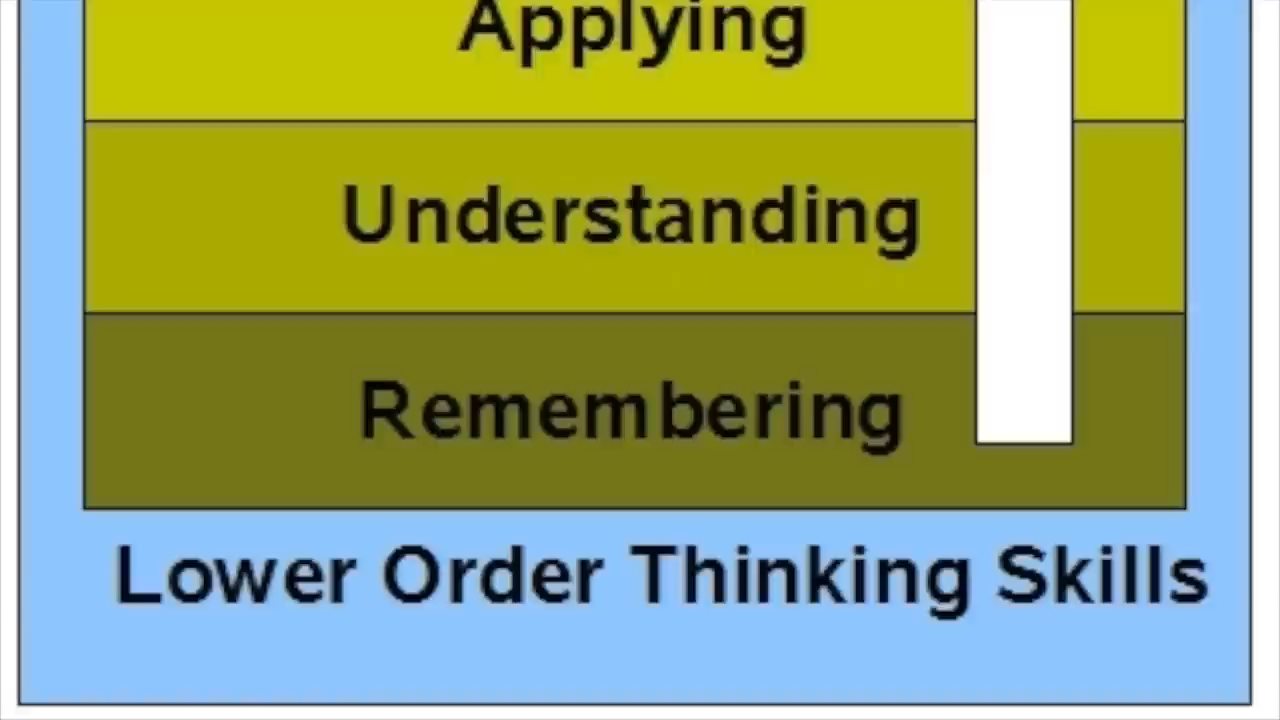 Applying
Understanding
Remembering
Lower Order Thinking Skills